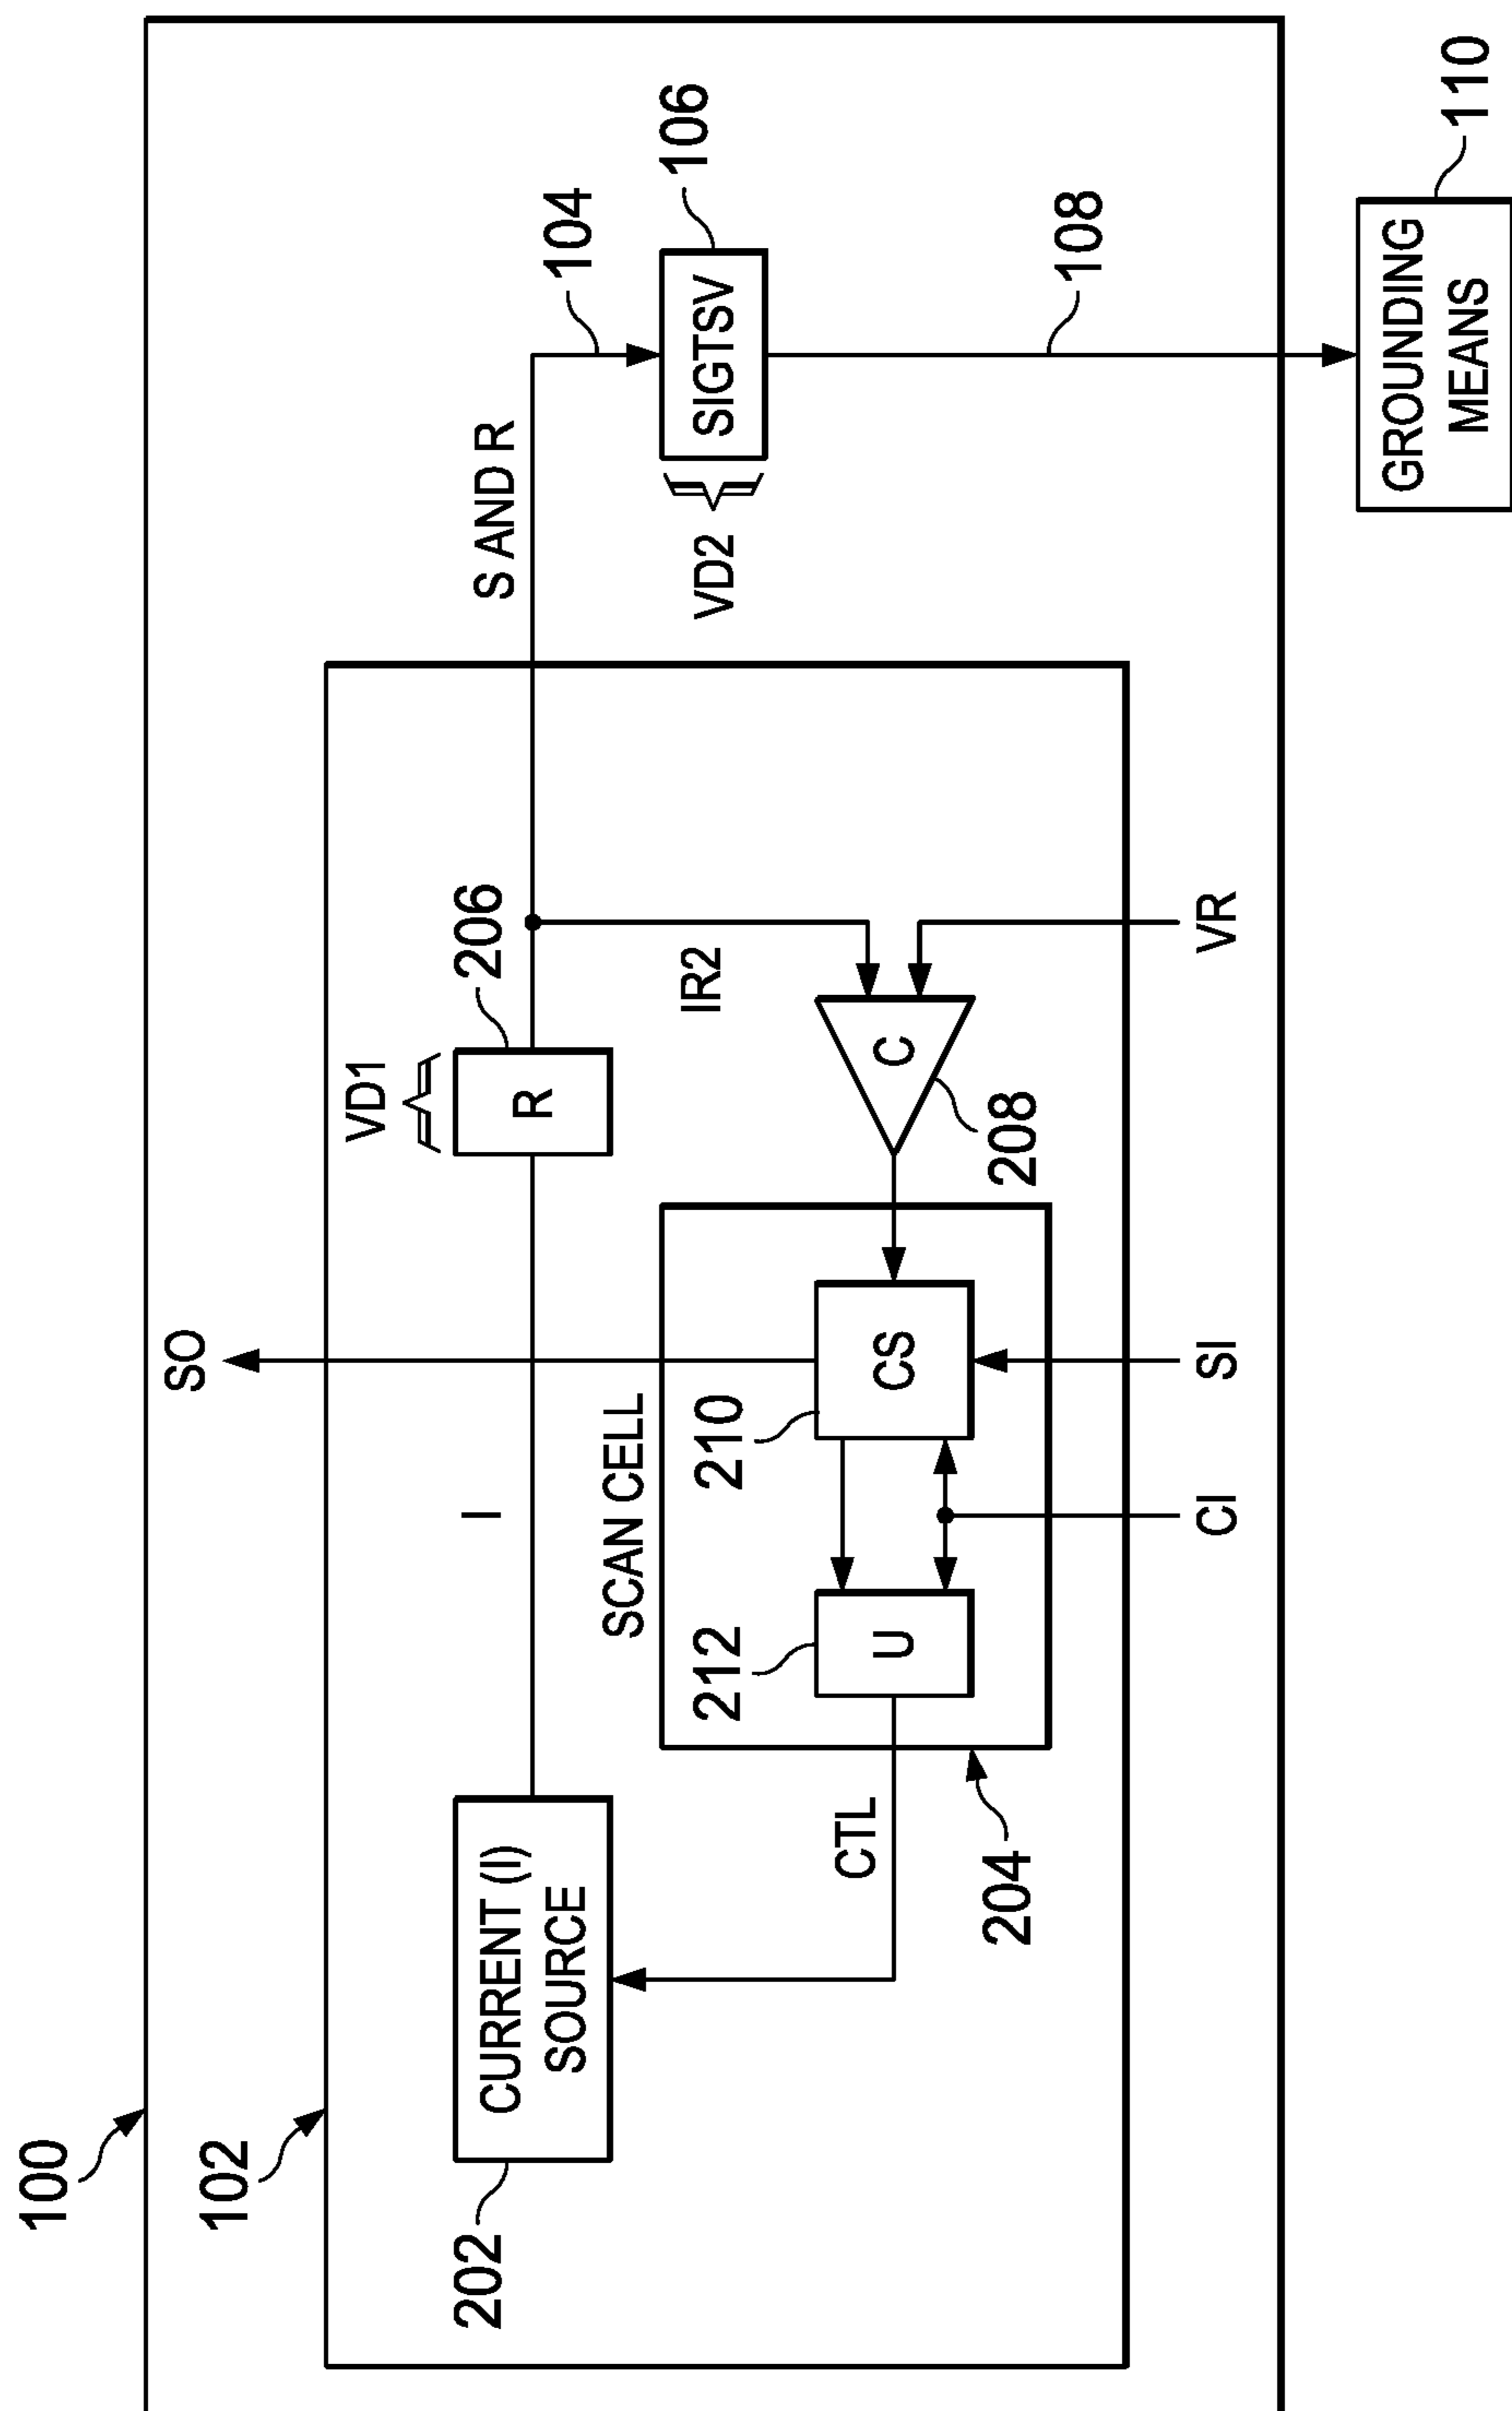 100
102
SO
VD1
206
R
I
202
CURRENT (I)
SOURCE
S AND R
104
SIGTSV
106
VD2
SCAN CELL
IR2
210
212
CS
U
C
208
CTL
204
108
CI
SI
VR
GROUNDING
MEANS
110